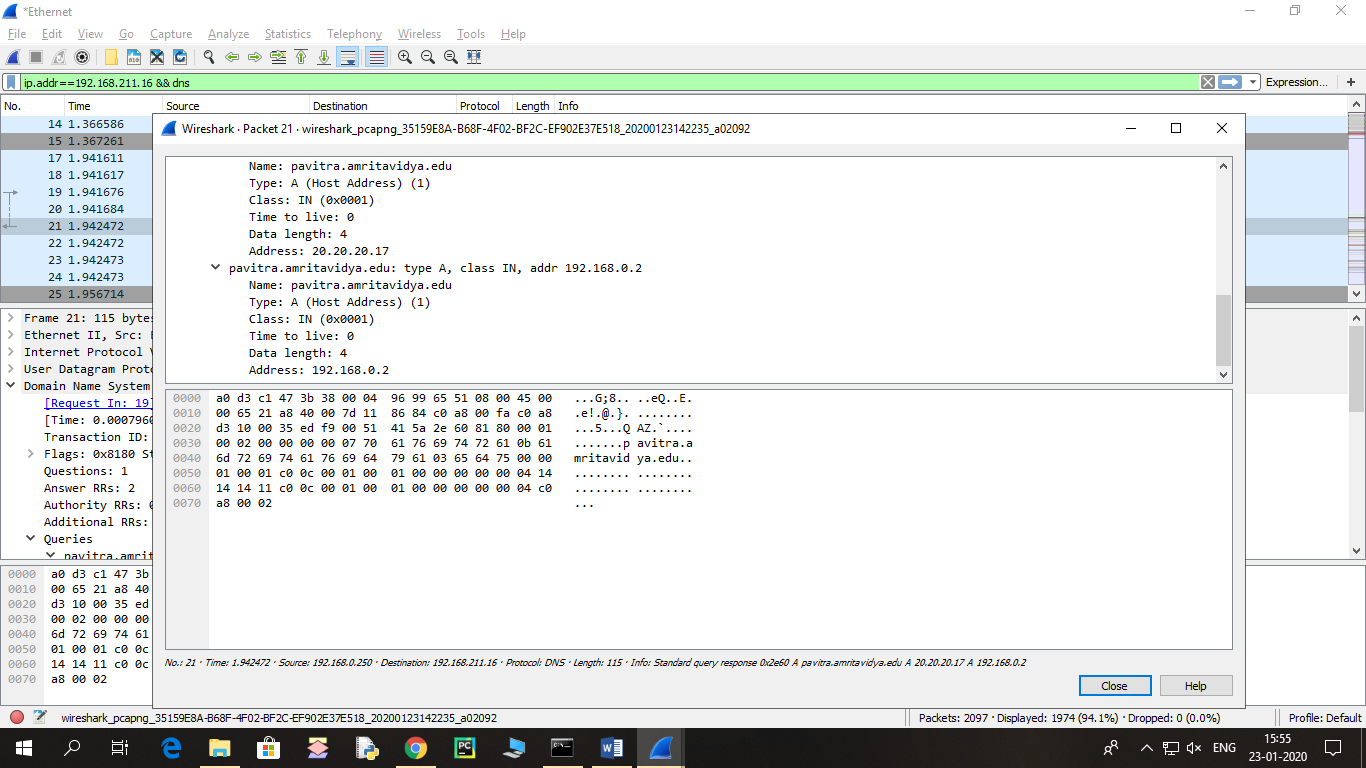 *Ethernet
File Edit View Go Capture Analyze Statistics Telephony Wireless Tools Help
ip.addr==192.168.211.16 && dns
Expression… +
No. Time Source Destination Protocol Length Info
14 1.366586
15 1.367261
17 1.941611
18 1.941617
19 1.941676
20 1.941684
21 1.942472
22 1.942472
23 1.942473
24 1.942473
25 1.956714
Frame 21: 115 bytes
Ethernet II, Src:
Internet Protocol
User Datagram Proto
Domain Name System
[Request In: 19]
[Time: 0.0007960
Transaction ID:
Flags: 0x8180 St
Questions: 1
Answer RRs: 2
Authority RRs: 0
Additional RRs:
Queries
pavitra.amrit
0000 a0 d3 c1 47 3b
0010 00 65 21 a8 40
0020 d3 10 00 35 ed
0030 00 02 00 00 00
0040 6d 72 69 74 61
0050 01 00 01 c0 0c
0060 14 14 11 c0 0c
0070 a8 00 02
Wireshark · Packet 21 · wireshark_pcapng_35159E8A-B68F-4F02-BF2C-EF902E37E518_20200123142235_a02092
Name: pavitra.amritavidya.edu
Type: A (Host Address) (1)
Class: IN (0x0001)
Time to live: 0
Data length: 4
Address: 20.20.20.17
pavitra.amritavidya.edu: type A, class IN, addr 192.168.0.2
Name: pavitra.amritavidya.edu
Type: A (Host Address) (1)
Class: IN (0x0001)
Time to live: 0
Data length: 4
Address: 192.168.0.2
0000 a0 d3 c1 47 3b 38 00 04 96 99 65 51 08 00 45 00 ...G;8.. ..eQ..E.
0010 00 65 21 a8 40 00 7d 11 86 84 c0 a8 00 fa c0 a8 .e!.@.}. ........
0020 d3 10 00 35 ed f9 00 51 41 5a 2e 60 81 80 00 01 ...5...Q AZ.`....
0030 00 02 00 00 00 00 07 70 61 76 69 74 72 61 0b 61 .......p avitra.a
0040 6d 72 69 74 61 76 69 64 79 61 03 65 64 75 00 00 mritavid ya.edu..
0050 01 00 01 c0 0c 00 01 00 01 00 00 00 00 00 04 14 ........ ........
0060 14 14 11 c0 0c 00 01 00 01 00 00 00 00 00 04 c0 ........ ........
0070 a8 00 02 ...
No.: 21 · Time: 1.942472 · Source: 192.168.0.250 · Destination: 192.168.211.16 · Protocol: DNS · Length: 115 · Info: Standard query response 0x2e60 A pavitra.amritavidya.edu A 20.20.20.17 A 192.168.0.2
Close Help
wireshark_pcapng_35159E8A-B68F-4F02-BF2C-EF902E37E518_20200123142235_a02092
Packets: 2097 · Displayed: 1974 (94.1%) · Dropped: 0 (0.0%)
Profile: Default
ENG
15:55
23-01-2020